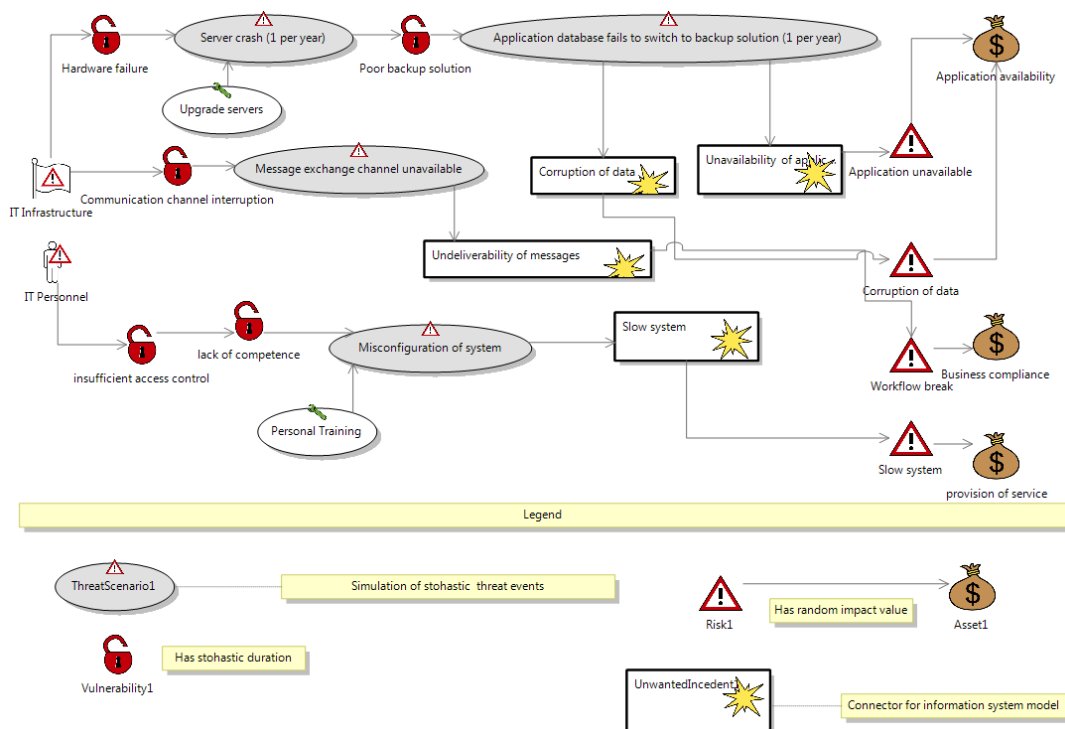 Server crash (1 per year)
Application database fails to switch to backup solution (1 per year)
Hardware failure
Poor backup solution
Application availability
Upgrade servers
Unavailability of applic
Corruption of data
Application unavailable
Message exchange channel unavailable
IT Infrastructure
Communication channel interruption
Undeliverability of messages
IT Personnel
Corruption of data
Slow system
lack of competence
Misconfiguration of system
insufficient access control
Workflow break
Business compliance
Personal Training
Slow system
provision of service
Legend
ThreatScenario1
Simulation of stohastic threat events
Has random impact value
Risk1
Asset1
Has stohastic duration
Vulnerability1
UnwantedIncedent1
Connector for information system model